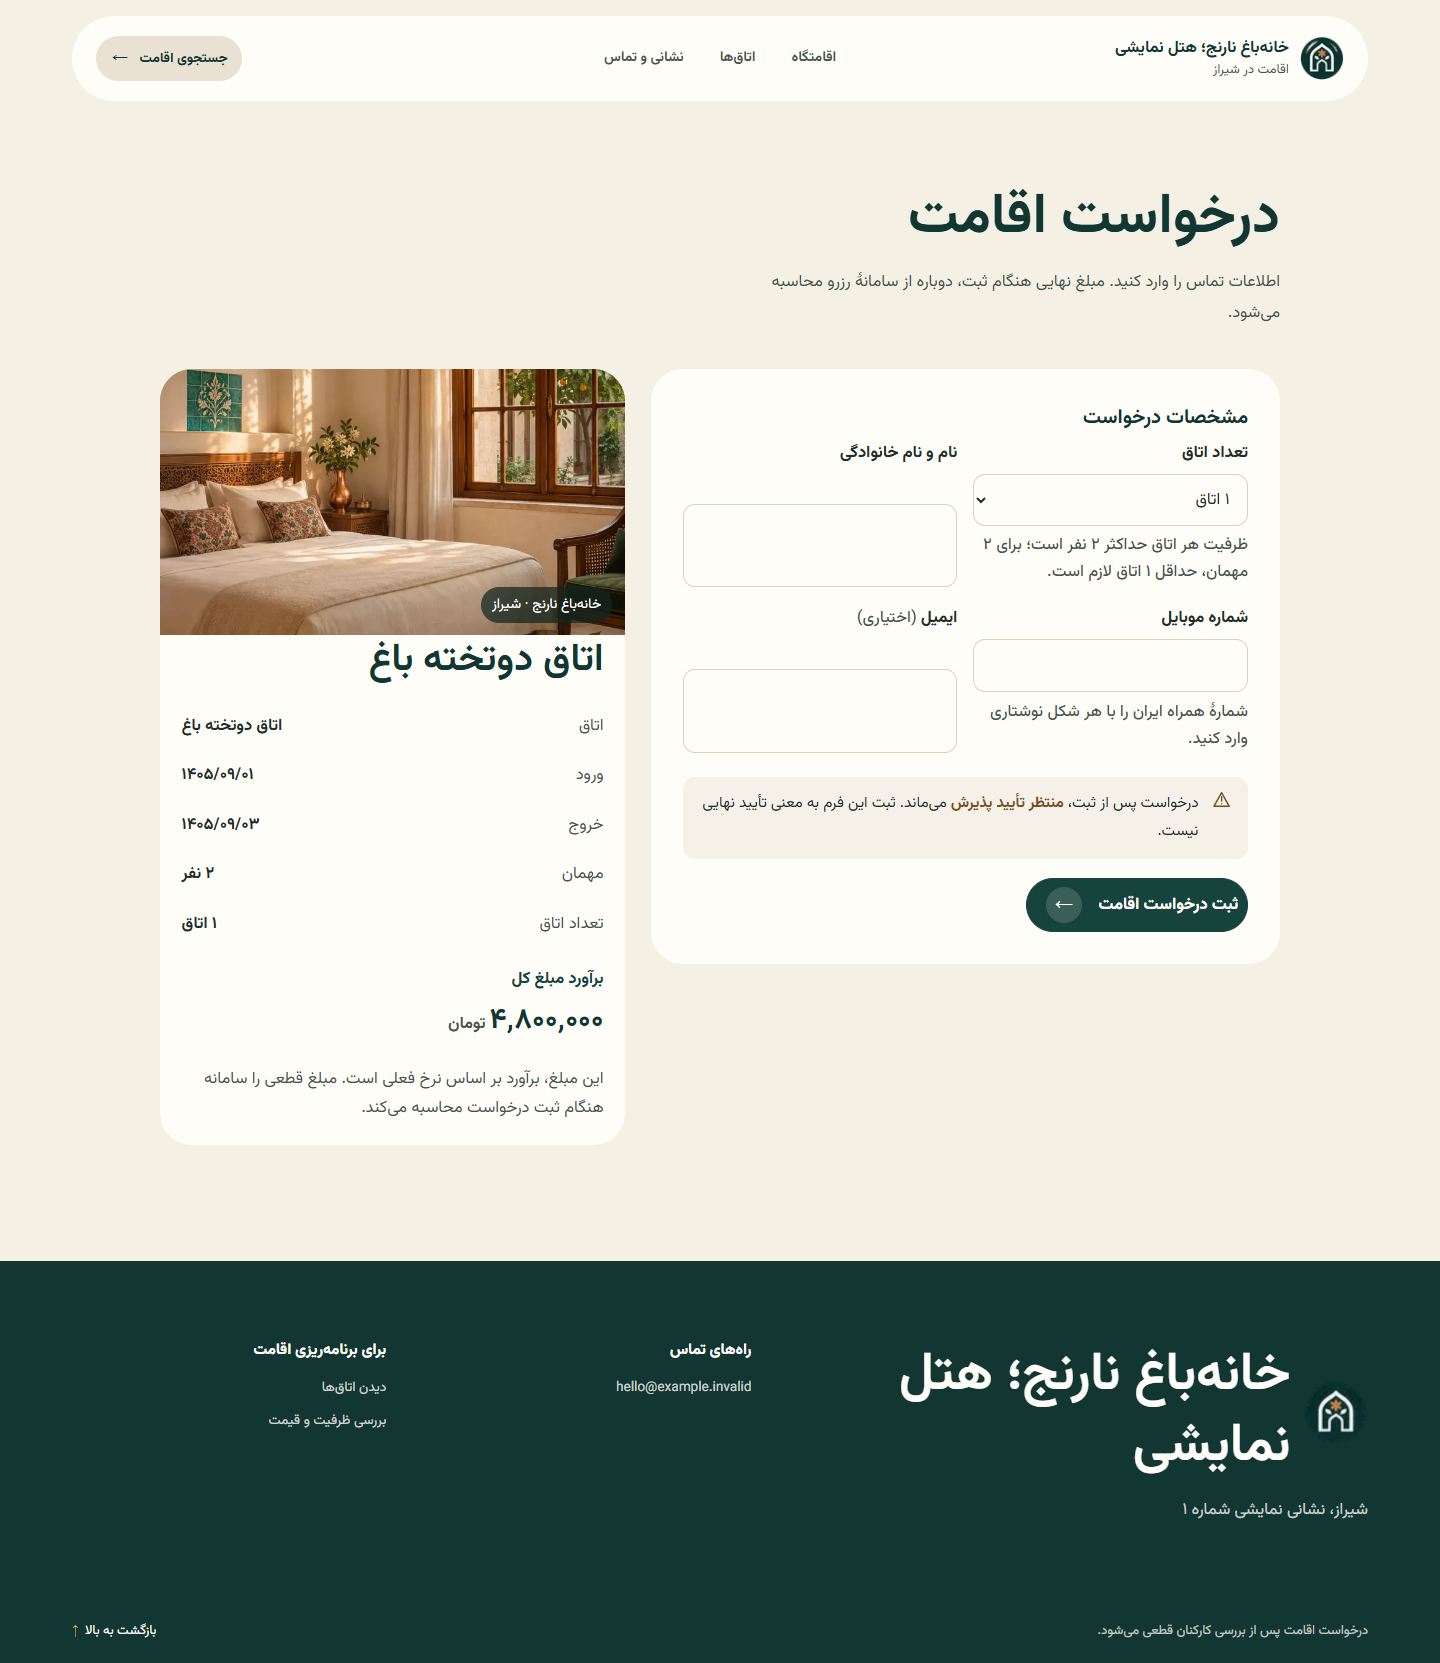 خانه‌باغ نارنج؛ هتل نمایشی
اقامت در شیراز
اقامتگاه
اتاق‌ها
نشانی و تماس
جستجوی اقامت ←
درخواست اقامت
اطلاعات تماس را وارد کنید. مبلغ نهایی هنگام ثبت، دوباره از سامانهٔ رزرو محاسبه
می‌شود.
مشخصات درخواست
تعداد اتاق
۱ اتاق
ظرفیت هر اتاق حداکثر ۲ نفر است؛ برای ۲
مهمان، حداقل ۱ اتاق لازم است.
نام و نام خانوادگی
شماره موبایل
شمارهٔ همراه ایران را با هر شکل نوشتاری
وارد کنید.
ایمیل (اختیاری)
⚠ درخواست پس از ثبت، منتظر تأیید پذیرش می‌ماند. ثبت این فرم به معنی تأیید نهایی
نیست.
ثبت درخواست اقامت ←
خانه‌باغ نارنج · شیراز
اتاق دوتخته باغ
اتاق
اتاق دوتخته باغ
ورود
۱۴۰۵/۰۹/۰۱
خروج
۱۴۰۵/۰۹/۰۳
مهمان
۲ نفر
تعداد اتاق
۱ اتاق
برآورد مبلغ کل
۴,۸۰۰,۰۰۰ تومان
این مبلغ، برآورد بر اساس نرخ فعلی است. مبلغ قطعی را سامانه
هنگام ثبت درخواست محاسبه می‌کند.
خانه‌باغ نارنج؛ هتل
نمایشی
شیراز، نشانی نمایشی شماره ۱
راه‌های تماس
hello@example.invalid
برای برنامه‌ریزی اقامت
دیدن اتاق‌ها
بررسی ظرفیت و قیمت
درخواست اقامت پس از بررسی کارکنان قطعی می‌شود.
بازگشت به بالا ↑